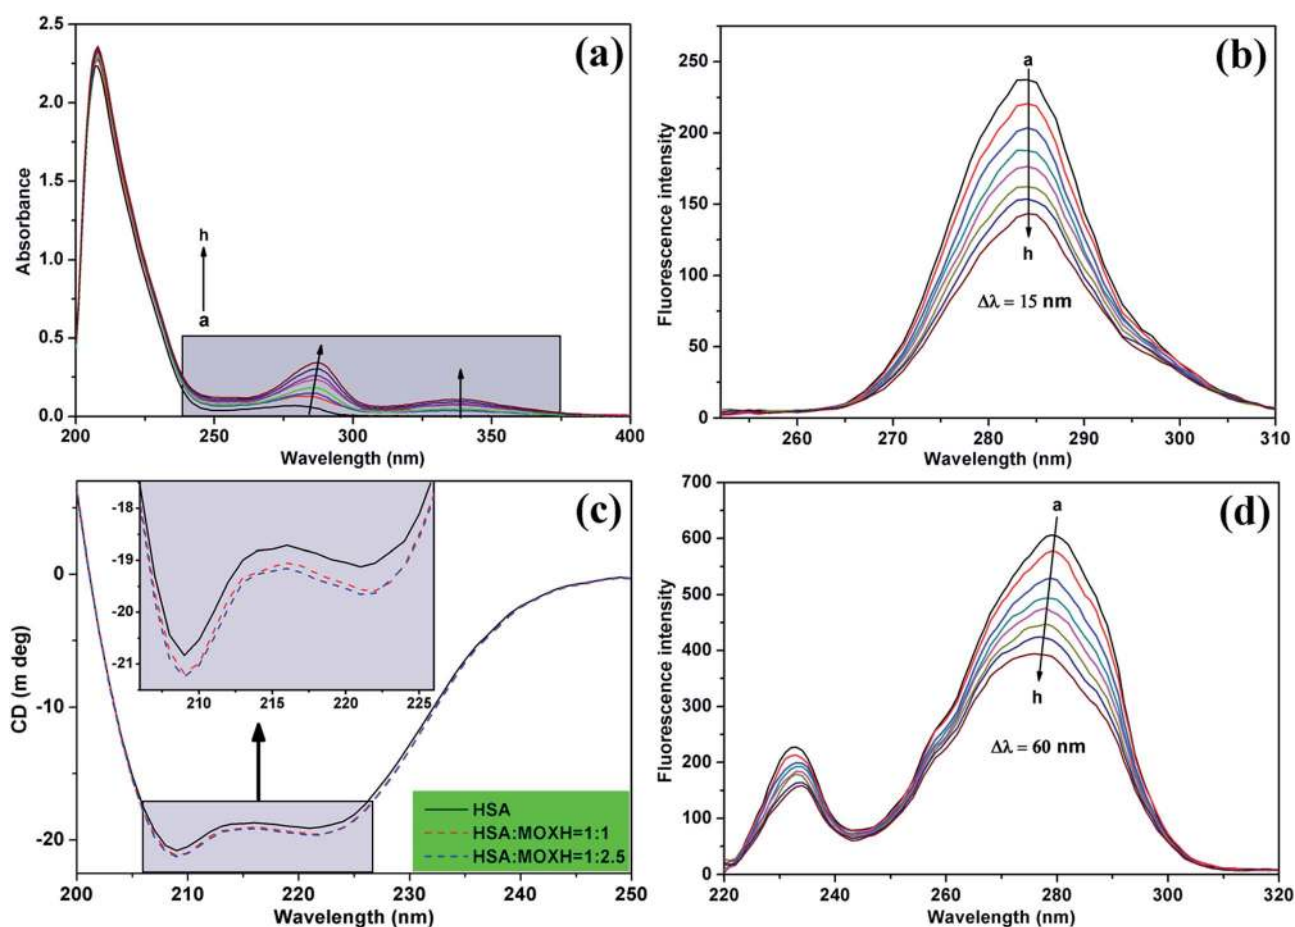 (a)
2.5
2.0
1.5
1.0
0.5
0.0
Absorbance
h
a
200 250 300 350 400
Wavelength (nm)
(b)
250
200
150
100
50
0
Fluorescence intensity
a
h
Δλ = 15 nm
260 270 280 290 300 310
Wavelength (nm)
(c)
0
-10
-20
CD (m deg)
-18
-19
-20
-21
210 215 220 225
HSA
HSA:MOXH=1:1
HSA:MOXH=1:2.5
200 210 220 230 240 250
Wavelength (nm)
(d)
700
600
500
400
300
200
100
0
Fluorescence intensity
a
h
Δλ = 60 nm
220 240 260 280 300 320
Wavelength (nm)